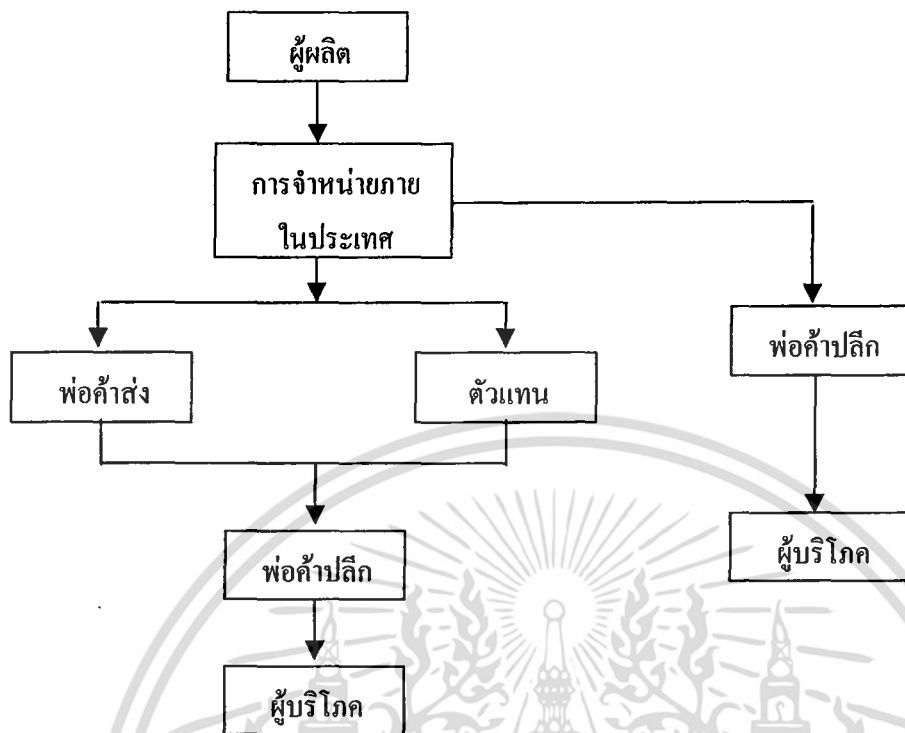 ผู้ผลิต
การจำหน่ายภาย
ในประเทศ
พ่อค้าส่ง
ตัวแทน
พ่อค้าปลีก
พ่อค้าปลีก
ผู้บริโภค
ผู้บริโภค